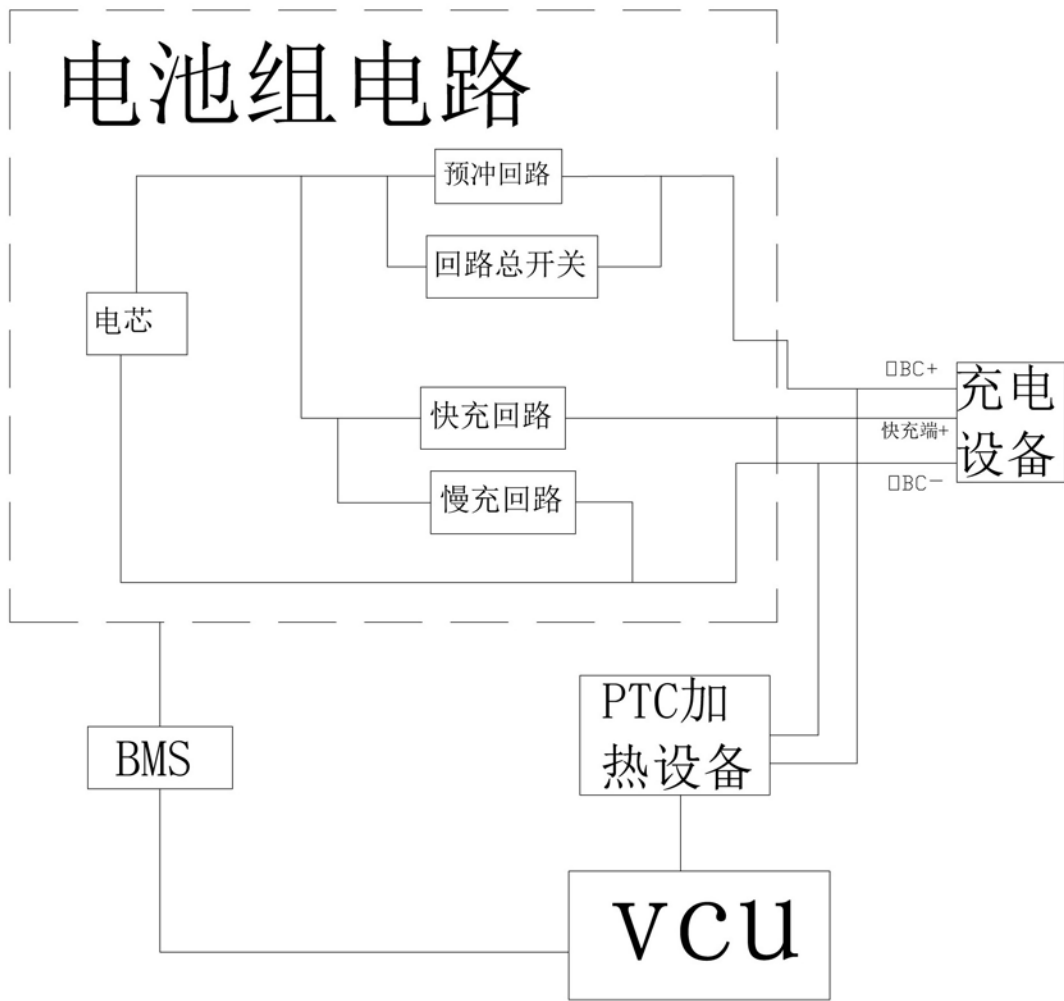 电池组电路
预冲回路
回路总开关
电芯
OBC+
充电
快充回路
快充端+
设备
OBC-
慢充回路
PTC加
热设备
BMS
vcu